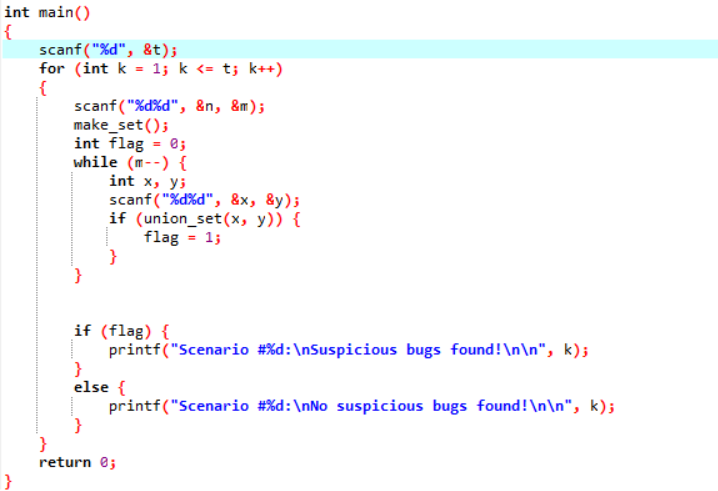 int main()
{
    scanf("%d", &t);
    for (int k = 1; k <= t; k++)
    {
        scanf("%d%d", &n, &m);
        make_set();
        int flag = 0;
        while (m--) {
            int x, y;
            scanf("%d%d", &x, &y);
            if (union_set(x, y)) {
                flag = 1;
            }
        }


        if (flag) {
            printf("Scenario #%d:\nSuspicious bugs found!\n\n", k);
        }
        else {
            printf("Scenario #%d:\nNo suspicious bugs found!\n\n", k);
        }
    }
    return 0;
}